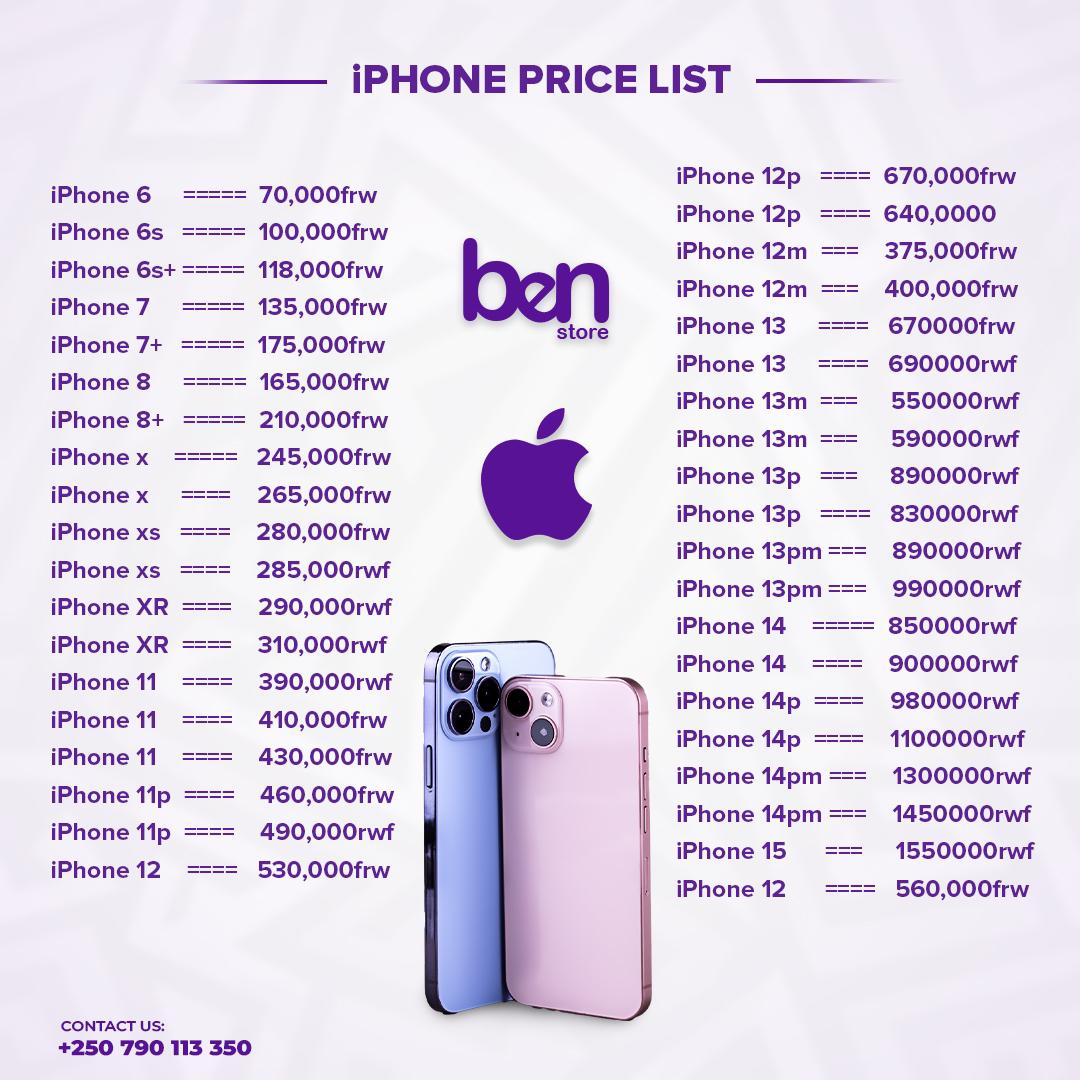 iPHONE PRICE LIST
iPhone 6 ===== 70,000frw
iPhone 6s ===== 100,000frw
iPhone 6s+ ===== 118,000frw
iPhone 7 ===== 135,000frw
iPhone 7+ ===== 175,000frw
iPhone 8 ===== 165,000frw
iPhone 8+ ===== 210,000frw
iPhone x ===== 245,000frw
iPhone x ==== 265,000frw
iPhone xs ==== 280,000frw
iPhone xs ==== 285,000rwf
iPhone XR ==== 290,000rwf
iPhone XR ==== 310,000rwf
iPhone 11 ==== 390,000rwf
iPhone 11 ==== 410,000frw
iPhone 11 ==== 430,000frw
iPhone 11p ==== 460,000frw
iPhone 11p ==== 490,000rwf
iPhone 12 ==== 530,000frw
ben
store
iPhone 12p ==== 670,000frw
iPhone 12p ==== 640,0000
iPhone 12m === 375,000frw
iPhone 12m === 400,000frw
iPhone 13 ==== 670000frw
iPhone 13 ==== 690000rwf
iPhone 13m === 550000rwf
iPhone 13m === 590000rwf
iPhone 13p === 890000rwf
iPhone 13p ==== 830000rwf
iPhone 13pm === 890000rwf
iPhone 13pm === 990000rwf
iPhone 14 ===== 850000rwf
iPhone 14 ==== 900000rwf
iPhone 14p ==== 980000rwf
iPhone 14p ==== 1100000rwf
iPhone 14pm === 1300000rwf
iPhone 14pm === 1450000rwf
iPhone 15 === 1550000rwf
iPhone 12 ==== 560,000frw
CONTACT US:
+250 790 113 350